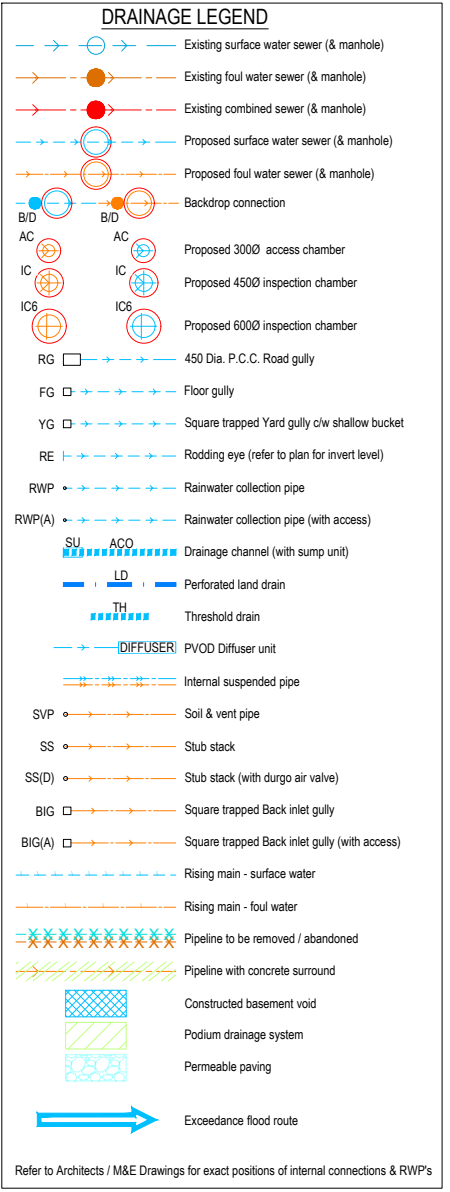 DRAINAGE LEGEND
Existing surface water sewer (& manhole)
Existing foul water sewer (& manhole)
Existing combined sewer (& manhole)
Proposed surface water sewer (& manhole)
Proposed foul water sewer (& manhole)
B/D B/D Backdrop connection
AC AC Proposed 300Ø access chamber
IC IC Proposed 450Ø inspection chamber
IC6 IC6 Proposed 600Ø inspection chamber
RG 450 Dia. P.C.C. Road gully
FG Floor gully
YG Square trapped Yard gully c/w shallow bucket
RE Rodding eye (refer to plan for invert level)
RWP Rainwater collection pipe
RWP(A) Rainwater collection pipe (with access)
SU ACO Drainage channel (with sump unit)
LD Perforated land drain
TH Threshold drain
DIFFUSER PVOD Diffuser unit
Internal suspended pipe
SVP Soil & vent pipe
SS Stub stack
SS(D) Stub stack (with durgo air valve)
BIG Square trapped Back inlet gully
BIG(A) Square trapped Back inlet gully (with access)
Rising main - surface water
Rising main - foul water
Pipeline to be removed / abandoned
Pipeline with concrete surround
Constructed basement void
Podium drainage system
Permeable paving
Exceedance flood route
Refer to Architects / M&E Drawings for exact positions of internal connections & RWP's